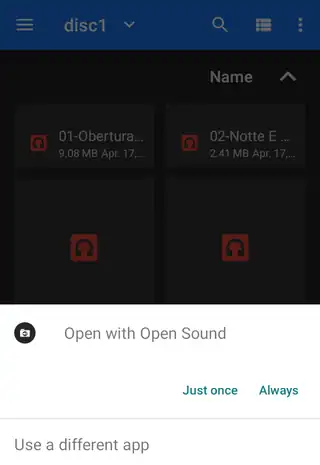 disc1
Name
01-Obertura...
02-Notte E ...
9,08 MB Apr. 17,...
2,41 MB Apr. 17,...
Open with Open Sound
Just once
Always
Use a different app